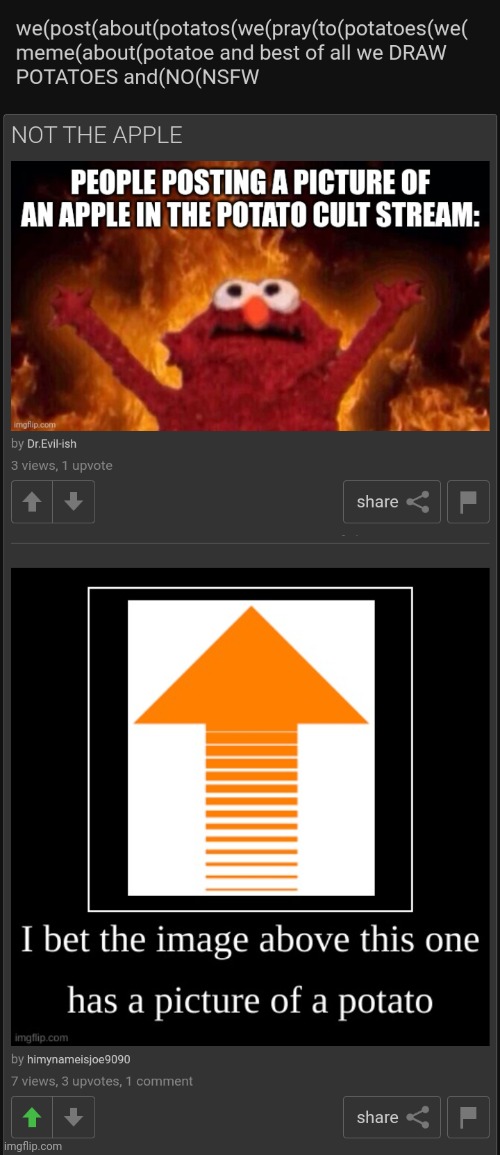 we(post(about(potatos(we(pray(to(potatoes(we(
meme(about(potatoe and best of all we DRAW
POTATOES and(NO(NSFW
NOT THE APPLE
PEOPLE POSTING A PICTURE OF
AN APPLE IN THE POTATO CULT STREAM:
imgflip.com
by Dr.Evil-ish
3 views, 1 upvote
share
I bet the image above this one
has a picture of a potato
imgflip.com
by himynameisjoe9090
7 views, 3 upvotes, 1 comment
share
imgflip.com